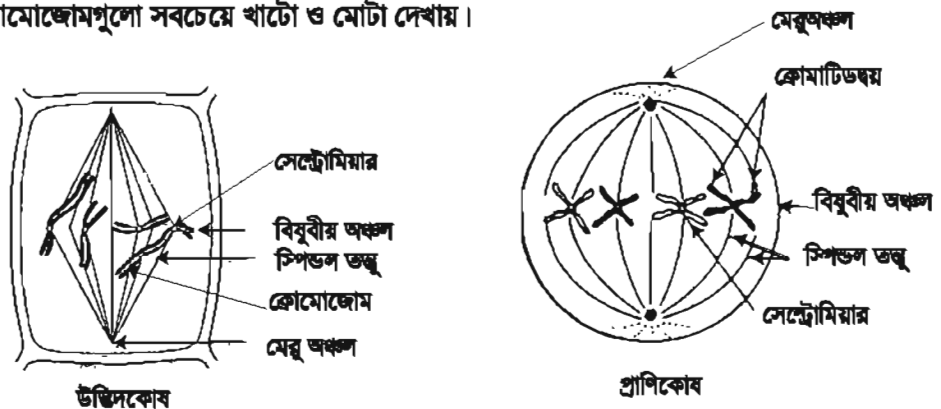 ামোজোমগুলো সবচেয়ে খাটো ও মোটা দেখায়।
সেন্ট্রোমিয়ার
বিষুবীয় অঞ্চল
স্পিন্ডল তন্তু
ক্রোমোজোম
মেরু অঞ্চল
উদ্ভিদকোষ
মেরুঅঞ্চল
ক্রোমাটিডদ্বয়
বিষুবীয় অঞ্চল
স্পিন্ডল তন্তু
সেন্ট্রোমিয়ার
প্রাণিকোষ